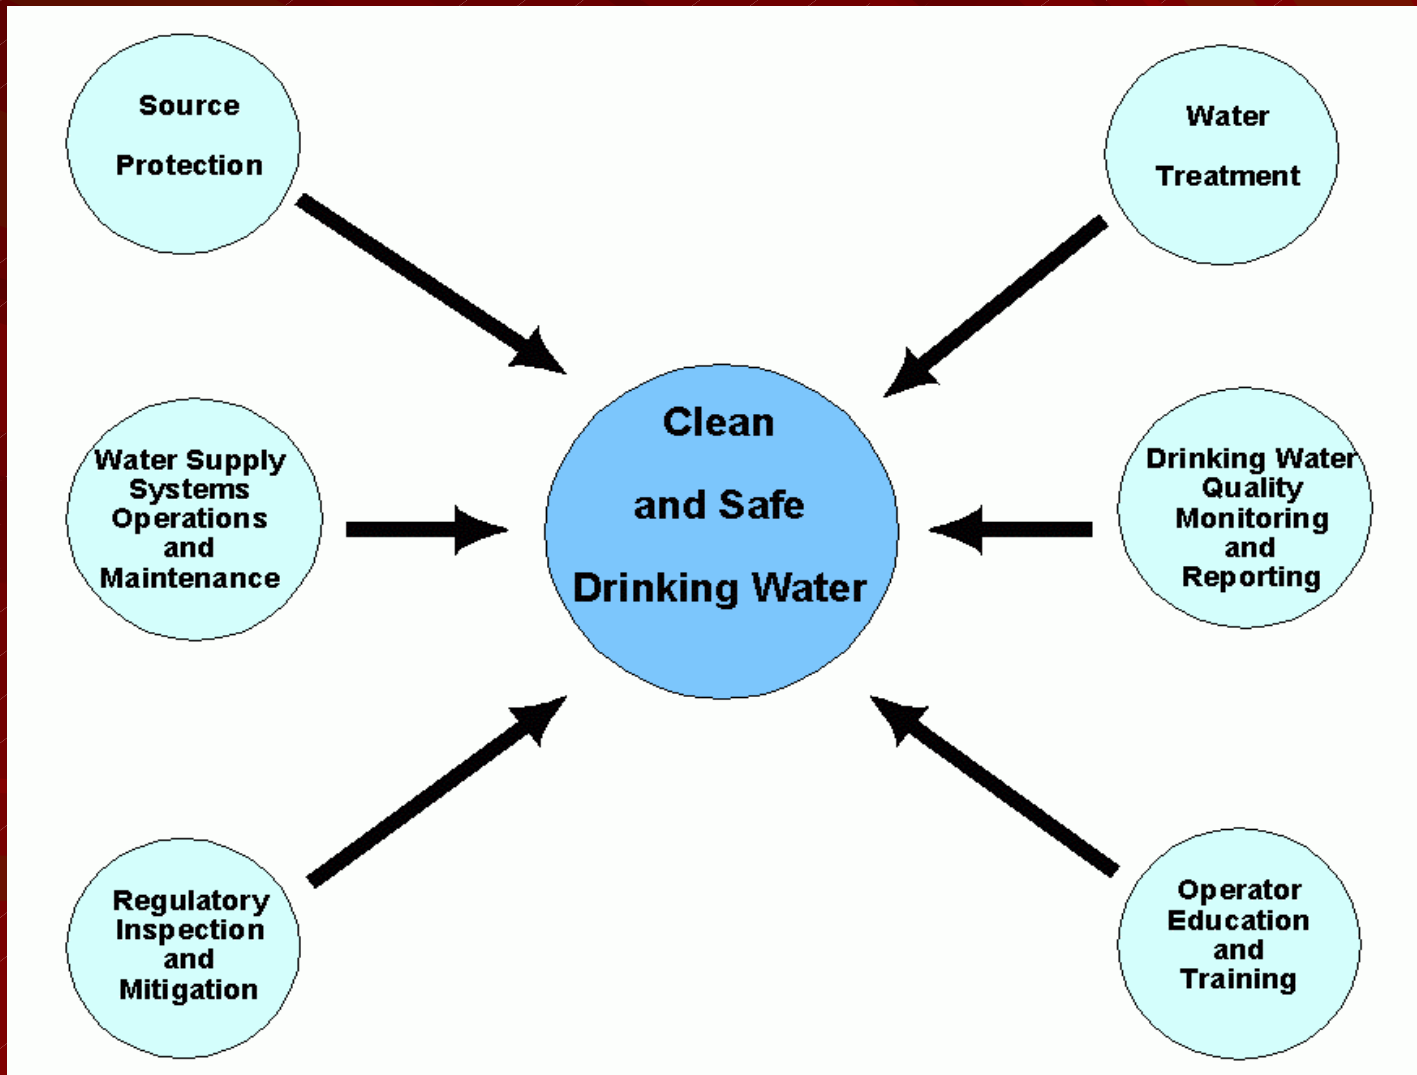 Source
Protection
Water
Treatment
Clean
and Safe
Drinking Water
Water Supply
Systems
Operations
and
Maintenance
Drinking Water
Quality
Monitoring
and
Reporting
Regulatory
Inspection
and
Mitigation
Operator
Education
and
Training